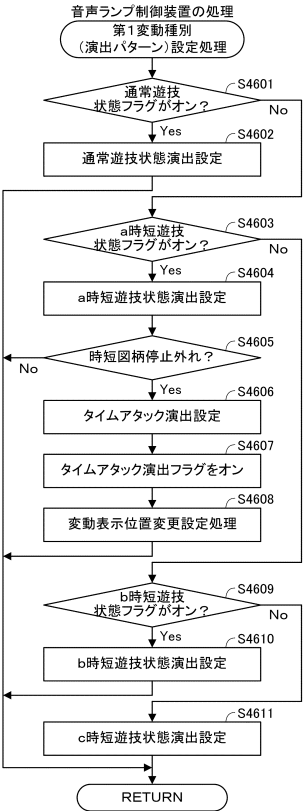 音声ランプ制御装置の処理
第1変動種別
(演出パターン)設定処理
S4601
通常遊技
状態フラグがオン?
No
Yes
S4602
通常遊技状態演出設定
S4603
a時短遊技
状態フラグがオン?
No
Yes
S4604
a時短遊技状態演出設定
S4605
時短図柄停止外れ?
No
Yes
S4606
タイムアタック演出設定
S4607
タイムアタック演出フラグをオン
S4608
変動表示位置変更設定処理
S4609
b時短遊技
状態フラグがオン?
No
Yes
S4610
b時短遊技状態演出設定
S4611
c時短遊技状態演出設定
RETURN